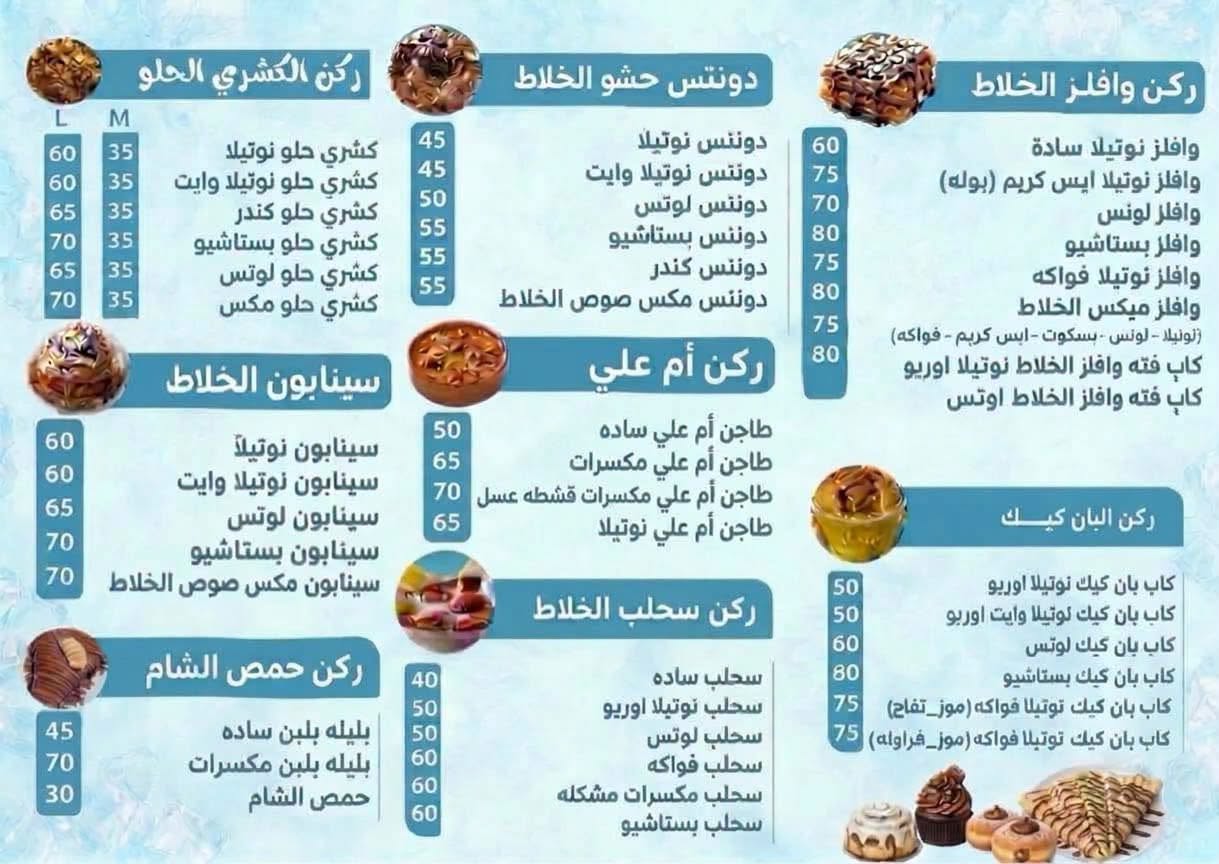 ركن وافلز الخلاط
وافلز نوتيلا سادة 60
وافلز نوتيلا ايس كريم (بوله) 75
وافلز لوتس 70
وافلز بستاشيو 80
وافلز نوتيلا فواكه 75
وافلز ميكس الخلاط 80
(نوتيلا - لوتس - بسكوت - ايس كريم - فواكه)
كاب فته وافلز الخلاط نوتيلا اوريو 75
كاب فته وافلز الخلاط اوتس 80
ركن البان كيـــك
كاب بان كيك نوتيلا اوريو 50
كاب بان كيك نوتيلا وايت اوريو 50
كاب بان كيك لوتس 60
كاب بان كيك بستاشيو 80
كاب بان كيك توتيلا فواكه (موز_تفاح) 75
كاب بان كيك توتيلا فواكه (موز_فراوله) 75
دونتس حشو الخلاط
دونتس نوتيلا 45
دونتس نوتيلا وايت 45
دونتس لوتس 50
دونتس بستاشيو 55
دونتس كندر 55
دونتس مكس صوص الخلاط 55
ركن أم علي
طاجن أم علي ساده 50
طاجن أم علي مكسرات 65
طاجن أم علي مكسرات قشطه عسل 70
طاجن أم علي نوتيلا 65
ركن سحلب الخلاط
سحلب ساده 40
سحلب نوتيلا اوريو 50
سحلب لوتس 50
سحلب فواكه 60
سحلب مكسرات مشكله 60
سحلب بستاشيو 60
ركن الكشري الحلو
M L
كشري حلو نوتيلا 35 60
كشري حلو نوتيلا وايت 35 60
كشري حلو كندر 35 65
كشري حلو بستاشيو 35 70
كشري حلو لوتس 35 65
كشري حلو مكس 35 70
سينابون الخلاط
سينابون نوتيلا 60
سينابون نوتيلا وايت 60
سينابون لوتس 65
سينابون بستاشيو 70
سينابون مكس صوص الخلاط 70
ركن حمص الشام
بليله بلبن ساده 45
بليله بلبن مكسرات 70
حمص الشام 30